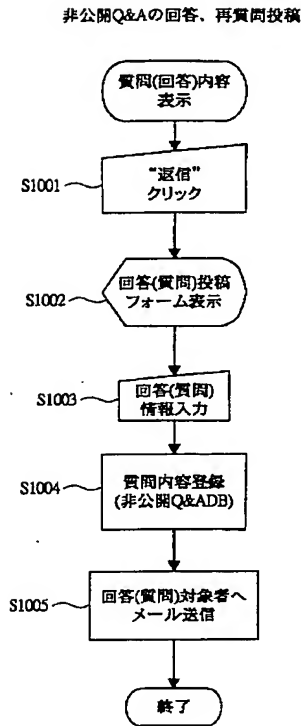 非公開Q&Aの回答、再質問投稿
質問(回答)内容
表示
S1001
“返信”
クリック
S1002
回答(質問)投稿
フォーム表示
S1003
回答(質問)
情報入力
S1004
質問内容登録
(非公開Q&ADB)
S1005
回答(質問)対象者へ
メール送信
終了